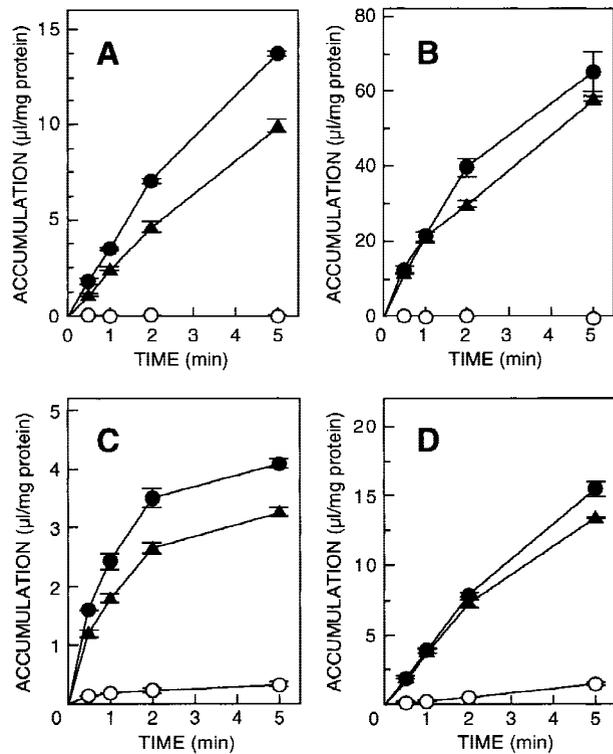 A
ACCUMULATION (µl/mg protein)
15
10
5
0
0 1 2 3 4 5
TIME (min)
B
ACCUMULATION (µl/mg protein)
80
60
40
20
0
0 1 2 3 4 5
TIME (min)
C
ACCUMULATION (µl/mg protein)
5
4
3
2
1
0 1 2 3 4 5
TIME (min)
D
ACCUMULATION (µl/mg protein)
20
15
10
5
0 1 2 3 4 5
TIME (min)